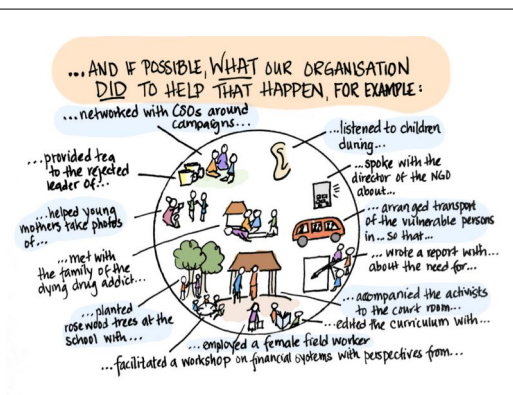 ...AND IF POSSIBLE, WHAT OUR ORGANISATION
DID TO HELP THAT HAPPEN, FOR EXAMPLE:
...networked with CSOs around
campaigns...
...provided tea
to the rejected
leader of...
...helped young
mothers take photos
of...
...met with
the family of the
dying drug addict...
...planted
rosewood trees at the
school with...
...facilitated a workshop on financial systems with perspectives from...
...employed a female field worker
...edited the curriculum with...
...accompanied the activists
to the court room...
...wrote a report with...
about the need for...
...arranged transport
of the vulnerable persons
in... so that...
...spoke with the
director of the NGO
about...
...listened to children
during...